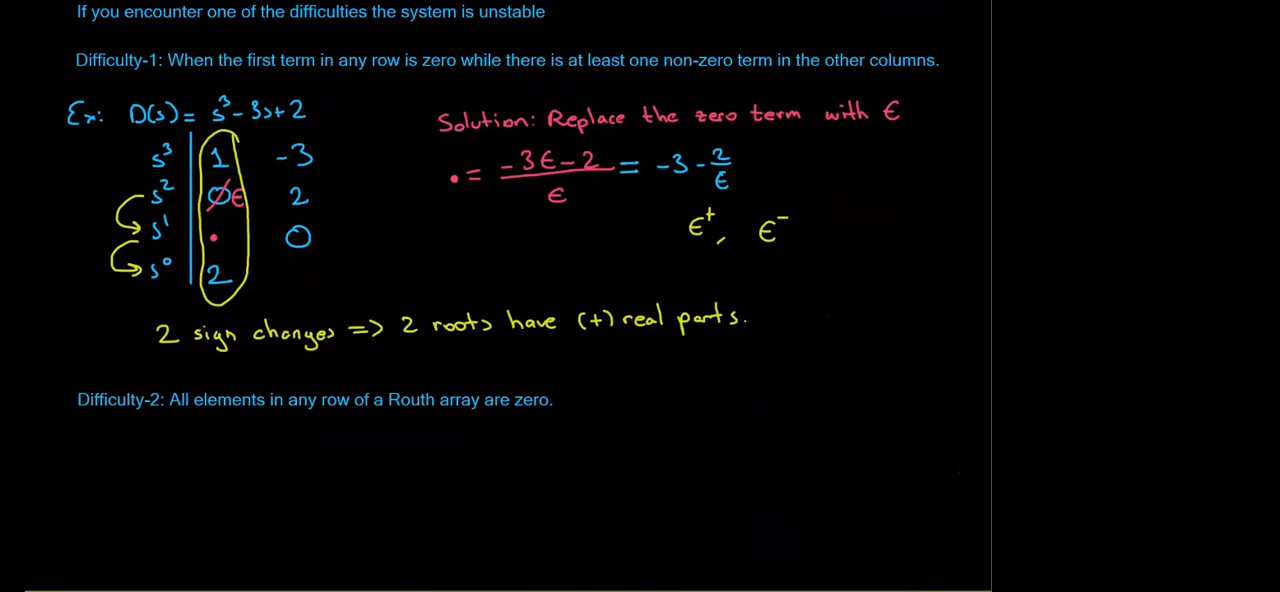 If you encounter one of the difficulties the system is unstable
Difficulty-1: When the first term in any row is zero while there is at least one non-zero term in the other columns.
Ex: D(s) = s³ - 3s + 2
Solution: Replace the zero term with ε
s³ | 1 -3
s² | 0 ε 2
s¹ | • 0
s⁰ | 2
• = (-3ε - 2)/ε = -3 - 2/ε
ε⁺, ε⁻
2 sign changes => 2 roots have (+) real parts.
Difficulty-2: All elements in any row of a Routh array are zero.